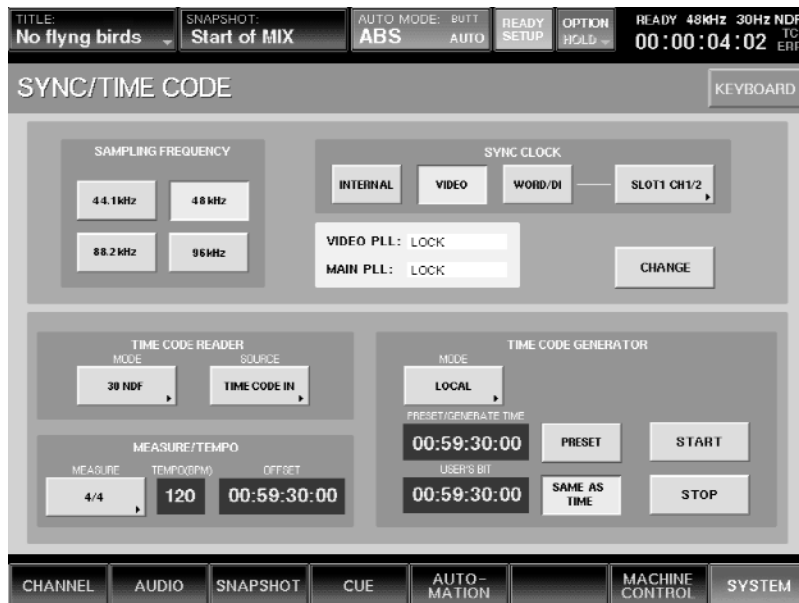 TITLE: SNAPSHOT: AUTO MODE: BUTT READY OPTION READY 48kHz 30Hz NDF
No flyng birds Start of MIX ABS AUTO SETUP HOLD 00:00:04:02 TC ERR
SYNC/TIME CODE KEYBOARD
SAMPLING FREQUENCY
44.1kHz 48kHz
88.2kHz 96kHz
SYNC CLOCK
INTERNAL VIDEO WORD/DI SLOT1 CH1/2
VIDEO PLL: LOCK
MAIN PLL: LOCK
CHANGE
TIME CODE READER
MODE SOURCE
30 NDF TIME CODE IN
MEASURE/TEMPO
MEASURE TEMPO(BPM) OFFSET
4/4 120 00:59:30:00
TIME CODE GENERATOR
MODE
LOCAL
PRESET/GENERATE TIME
00:59:30:00 PRESET START
USER'S BIT
00:59:30:00 SAME AS TIME STOP
CHANNEL AUDIO SNAPSHOT CUE AUTO-MATION MACHINE CONTROL SYSTEM